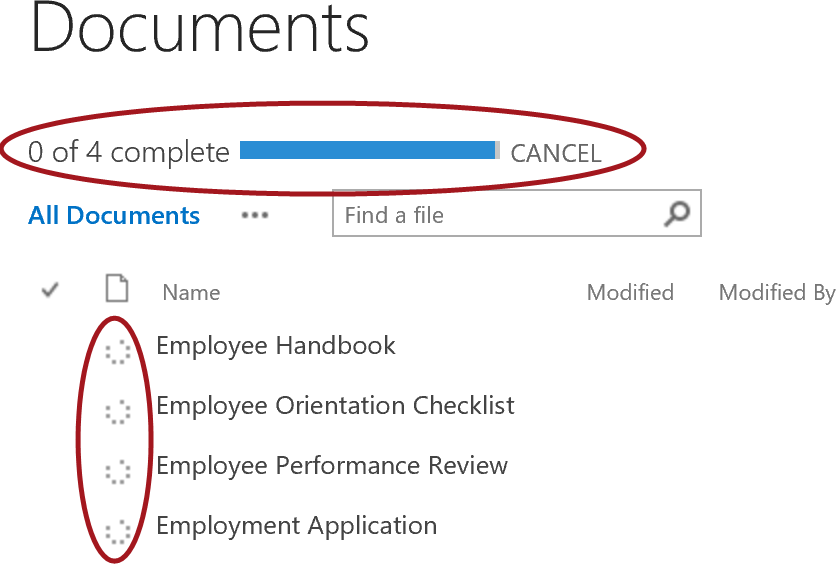 Documents
0 of 4 complete CANCEL
All Documents ••• Find a file
Name Modified Modified By
Employee Handbook
Employee Orientation Checklist
Employee Performance Review
Employment Application